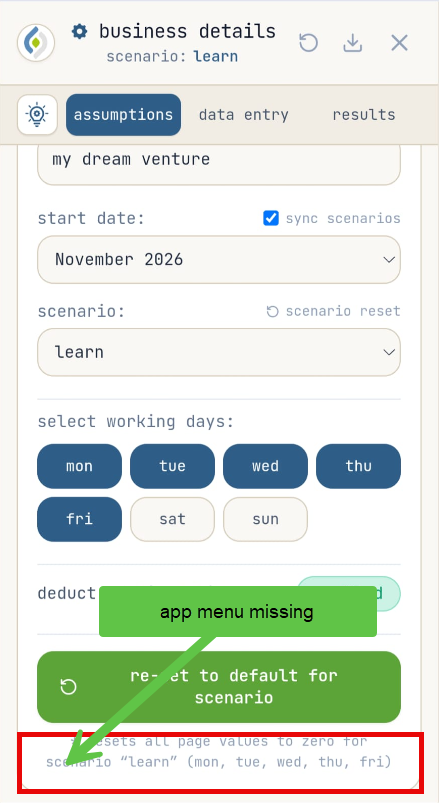 business details
scenario: learn
assumptions
data entry
results
my dream venture
start date:
sync scenarios
November 2026
scenario:
scenario reset
learn
select working days:
mon
tue
wed
thu
fri
sat
sun
deduct
app menu missing
re-set to default for
scenario
resets all page values to zero for
scenario “learn” (mon, tue, wed, thu, fri)